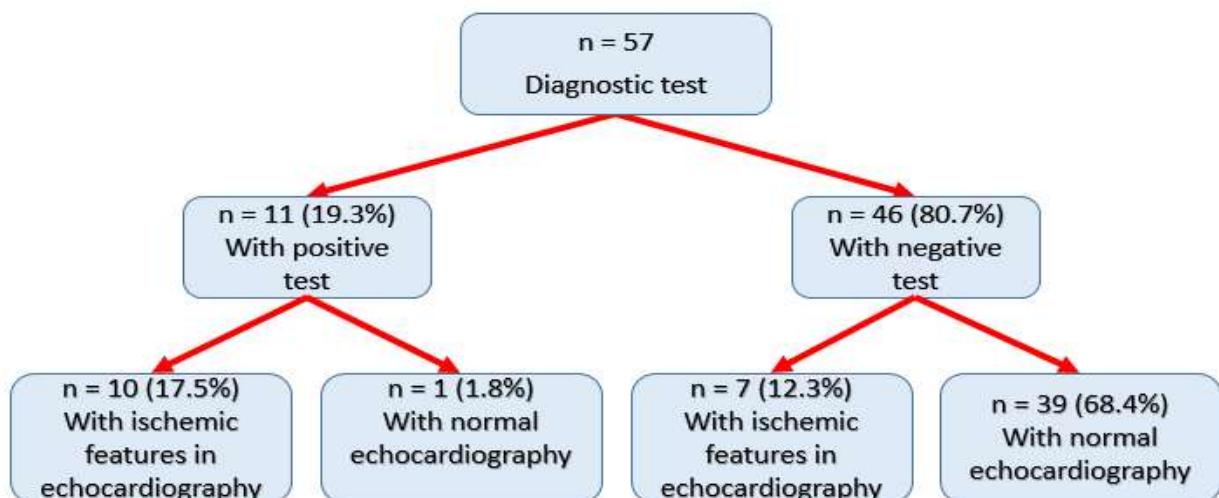 n = 57
Diagnostic test
n = 11 (19.3%)
With positive
test
n = 46 (80.7%)
With negative
test
n = 10 (17.5%)
With ischemic
features in
echocardiography
n = 1 (1.8%)
With normal
echocardiography
n = 7 (12.3%)
With ischemic
features in
echocardiography
n = 39 (68.4%)
With normal
echocardiography